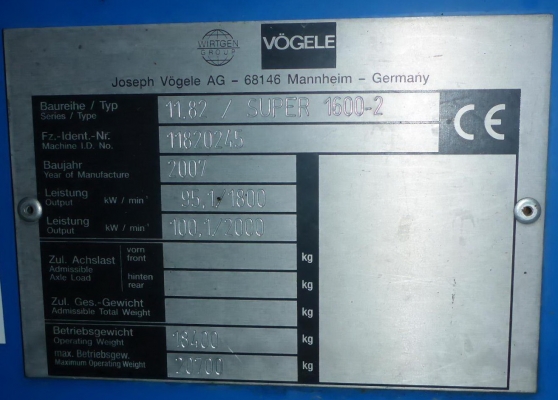 WIRTGEN
GROUP
VÖGELE
Joseph Vögele AG – 68146 Mannheim – Germany
Baureihe / Typ
Series / Type
11.82 / SUPER 1600-2
CE
Fz.-Ident.-Nr.
Machine I.D. No.
11820245
Baujahr
Year of Manufacture
2007
Leistung
Output kW / min⁻¹
95,1/1800
Leistung
Output kW / min⁻¹
100,1/2000
Zul. Achslast
Admissible
Axle Load
vorn
front
kg
hinten
rear
kg
Zul. Ges.-Gewicht
Admissible Total Weight
kg
Betriebsgewicht
Operating Weight
18400 kg
max. Betriebsgew.
Maximum Operating Weight
kg